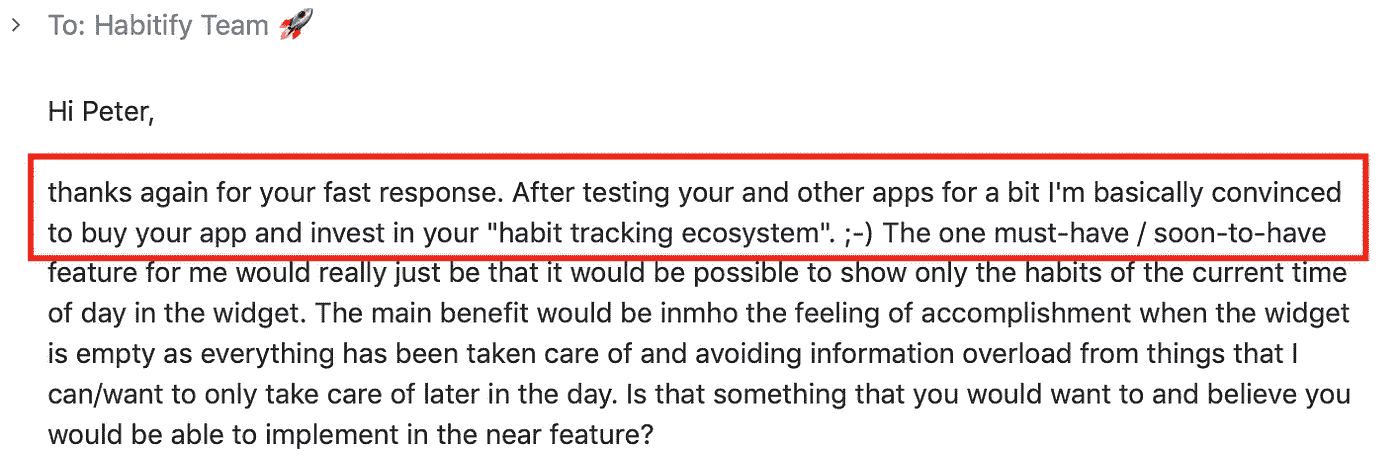 To: Habitify Team 🚀
Hi Peter,
thanks again for your fast response. After testing your and other apps for a bit I'm basically convinced
to buy your app and invest in your "habit tracking ecosystem". ;-) The one must-have / soon-to-have
feature for me would really just be that it would be possible to show only the habits of the current time
of day in the widget. The main benefit would be inmho the feeling of accomplishment when the widget
is empty as everything has been taken care of and avoiding information overload from things that I
can/want to only take care of later in the day. Is that something that you would want to and believe you
would be able to implement in the near feature?